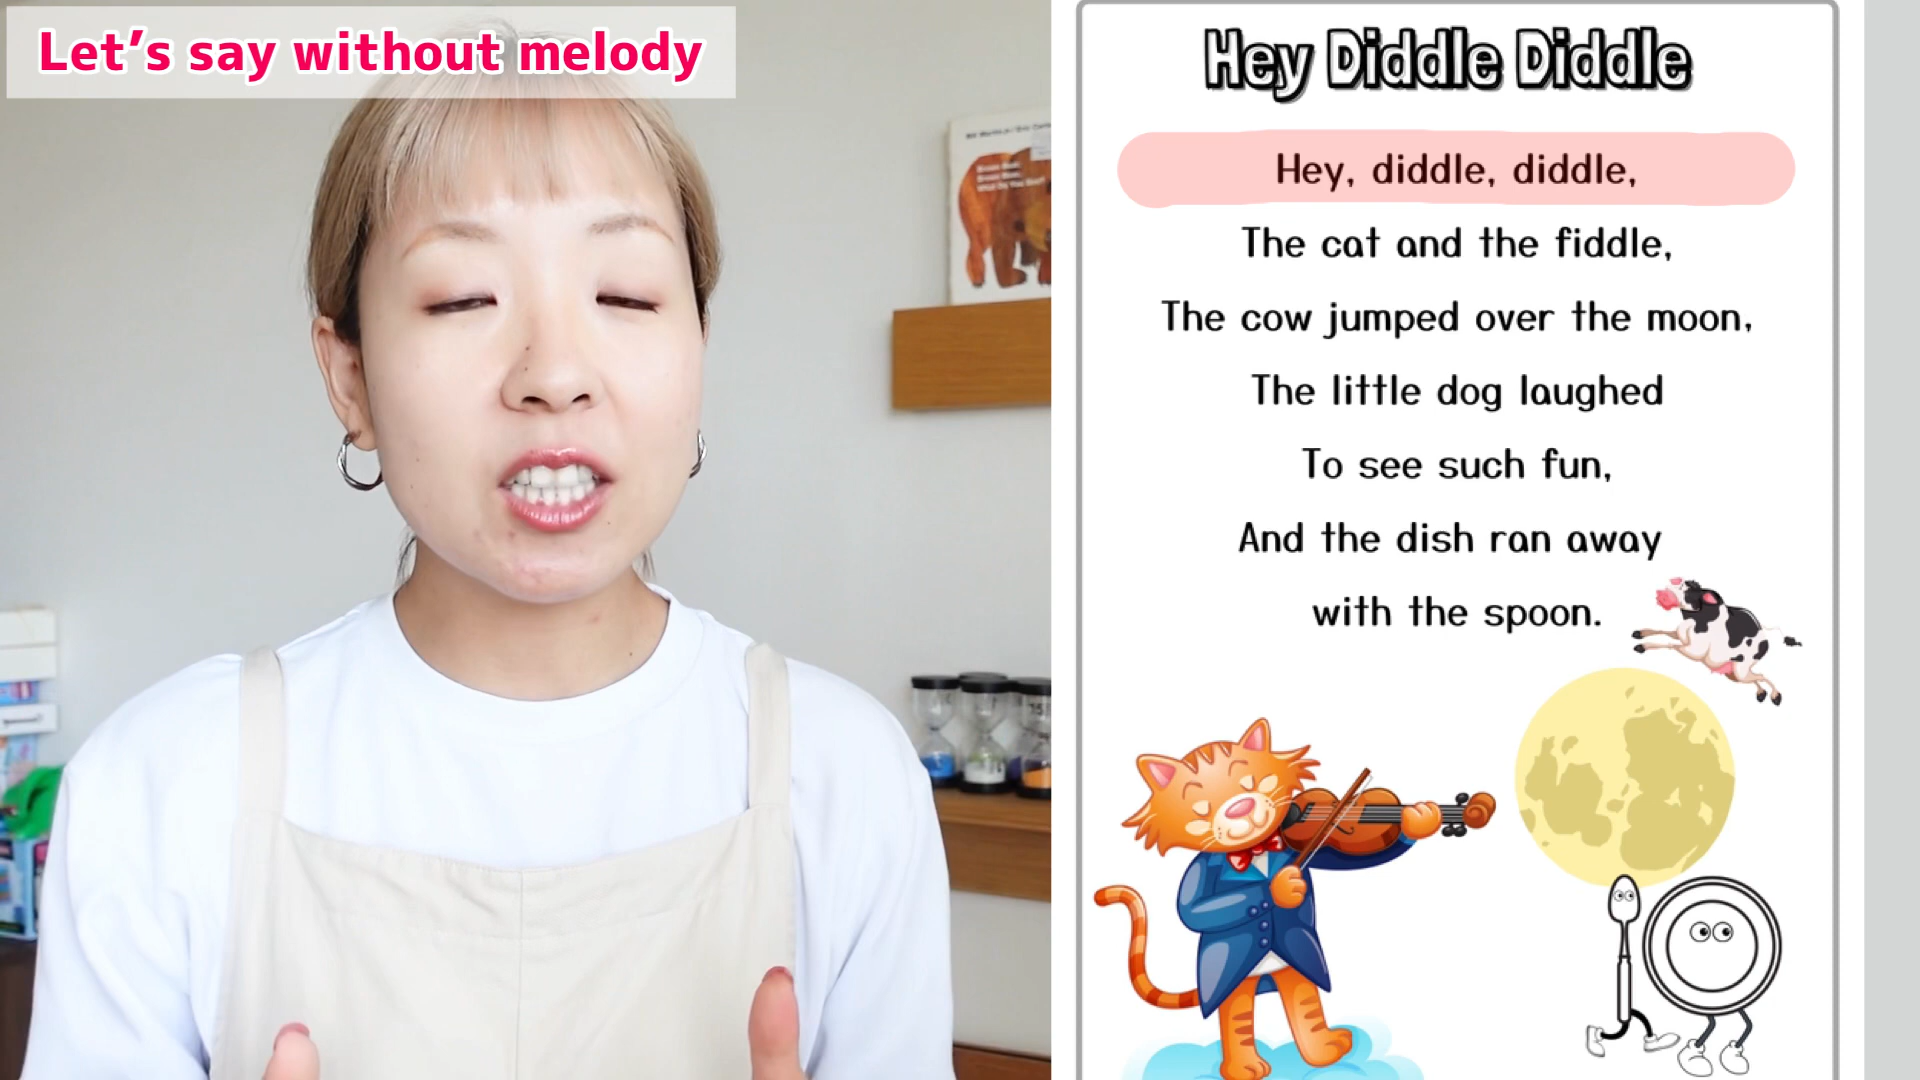 Let's say without melody
Hey Diddle Diddle
Hey, diddle, diddle,
The cat and the fiddle,
The cow jumped over the moon,
The little dog laughed
To see such fun,
And the dish ran away
with the spoon.